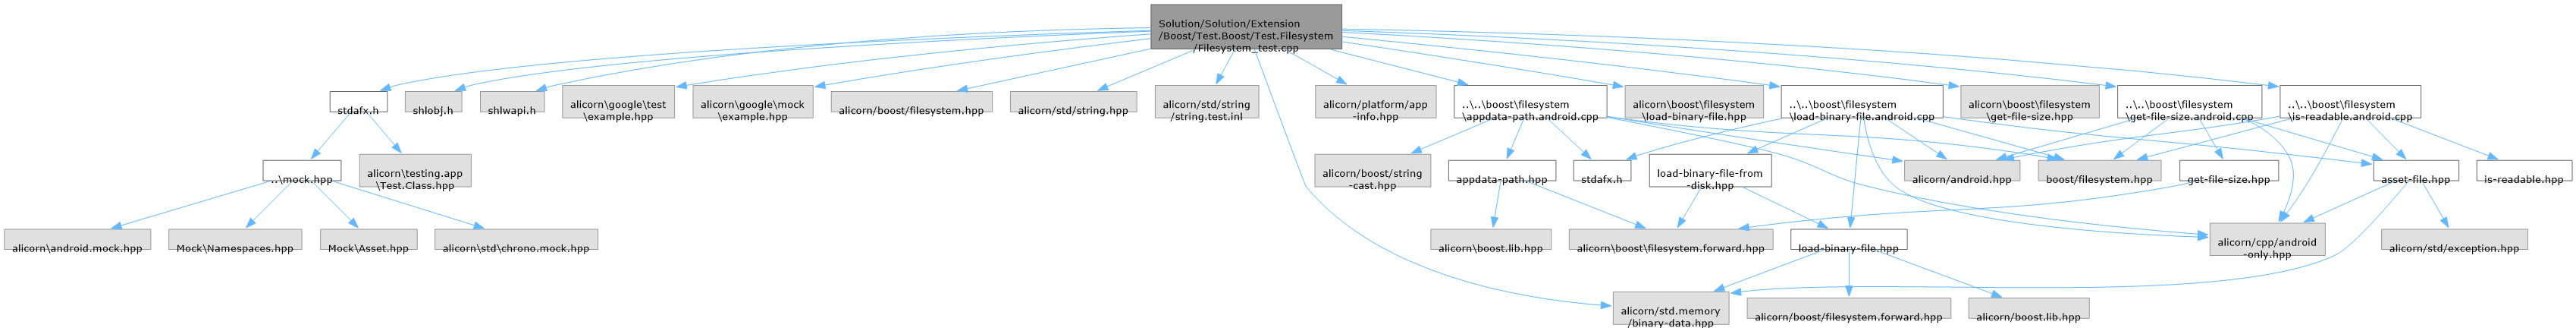 Solution/Solution/Extension
/Boost/Test.Boost/Test.Filesystem
/Filesystem_test.cpp
stdafx.h
shlobj.h
shlwapi.h
alicorn\google\test
\example.hpp
alicorn\google\mock
\example.hpp
alicorn/boost/filesystem.hpp
alicorn/std/string.hpp
alicorn/std/string
/string.test.inl
alicorn/platform/app
-info.hpp
..\..\boost\filesystem
\appdata-path.android.cpp
alicorn\boost\filesystem
\load-binary-file.hpp
..\..\boost\filesystem
\load-binary-file.android.cpp
alicorn\boost\filesystem
\get-file-size.hpp
..\..\boost\filesystem
\get-file-size.android.cpp
..\..\boost\filesystem
\is-readable.android.cpp
..\mock.hpp
alicorn\testing.app
\Test.Class.hpp
alicorn/boost/string
-cast.hpp
appdata-path.hpp
stdafx.h
load-binary-file-from
-disk.hpp
alicorn/android.hpp
boost/filesystem.hpp
get-file-size.hpp
asset-file.hpp
is-readable.hpp
alicorn\android.mock.hpp
Mock\Namespaces.hpp
Mock\Asset.hpp
alicorn\std\chrono.mock.hpp
alicorn\boost.lib.hpp
alicorn\boost\filesystem.forward.hpp
load-binary-file.hpp
alicorn/cpp/android
-only.hpp
alicorn/std/exception.hpp
alicorn/std.memory
/binary-data.hpp
alicorn/boost/filesystem.forward.hpp
alicorn/boost.lib.hpp